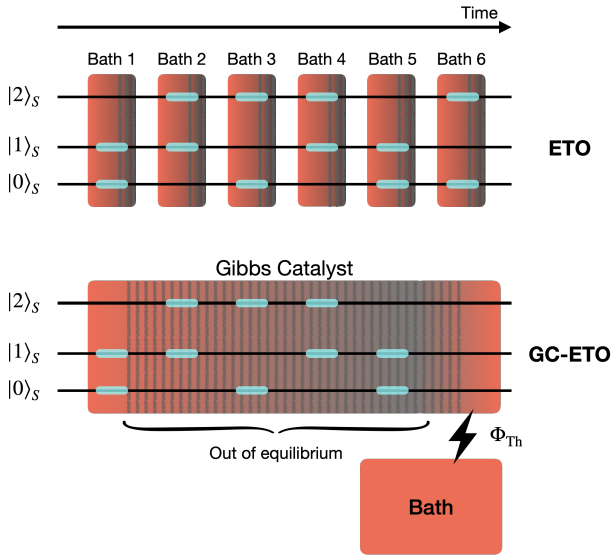 Time
Bath 1 Bath 2 Bath 3 Bath 4 Bath 5 Bath 6
|2⟩S
|1⟩S
ETO
|0⟩S
Gibbs Catalyst
|2⟩S
|1⟩S
GC-ETO
|0⟩S
ΦTh
Out of equilibrium
Bath